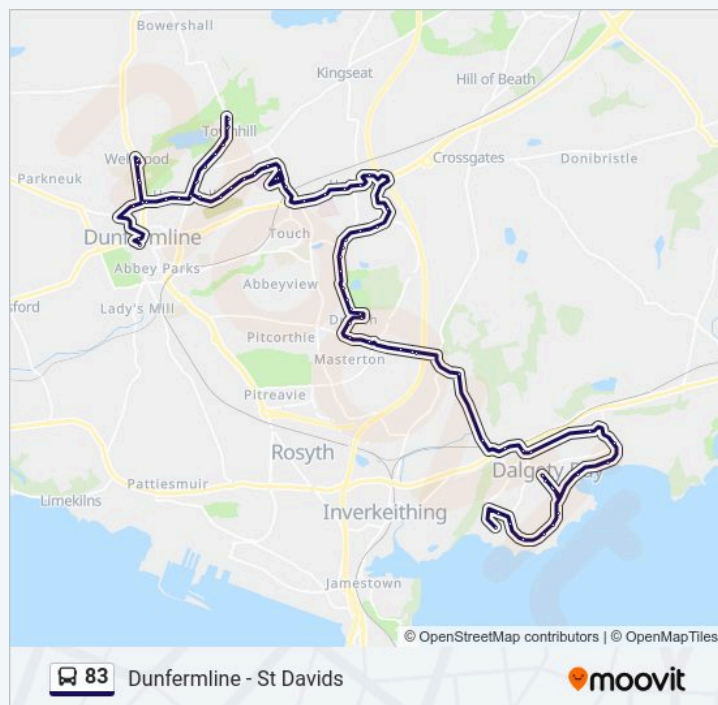 Bowershall
Kingseat
Hill of Beath
Townhill
Wellwood
Crossgates
Donibristle
Parkneuk
Dunfermline
Touch
Abbey Parks
Abbeyview
Lady's Mill
Pitcorthie
Masterton
Pitreavie
Rosyth
Dalgety Bay
Pattiesmuir
Limekilns
Inverkeithing
Jamestown
© OpenStreetMap contributors | © OpenMapTiles
83 Dunfermline - St Davids
moovit